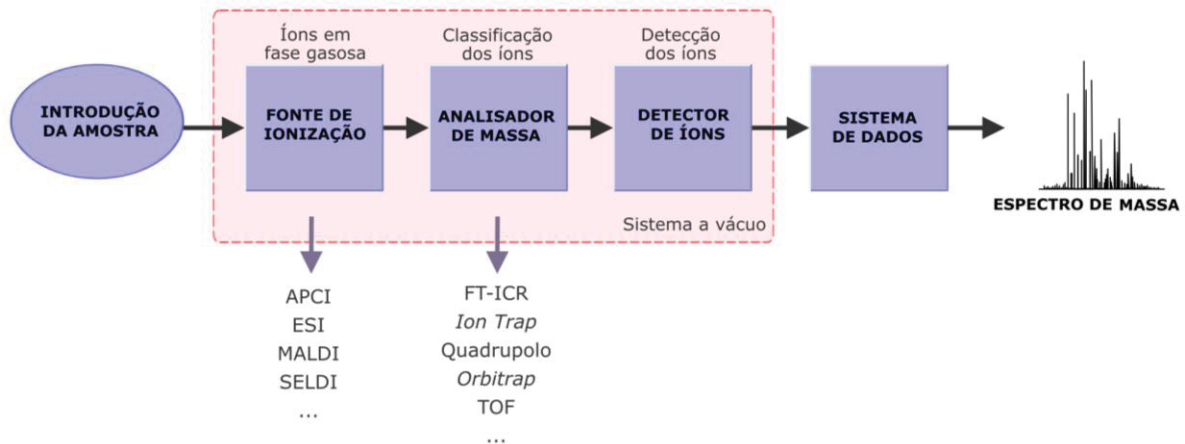 Íons em
fase gasosa
Classificação
dos íons
Detecção
dos íons
INTRODUÇÃO
DA AMOSTRA
FONTE DE
IONIZAÇÃO
ANALISADOR
DE MASSA
DETECTOR
DE ÍONS
SISTEMA
DE DADOS
ESPECTRO DE MASSA
Sistema a vácuo
APCI
ESI
MALDI
SELDI
...
FT-ICR
Ion Trap
Quadrupolo
Orbitrap
TOF
...